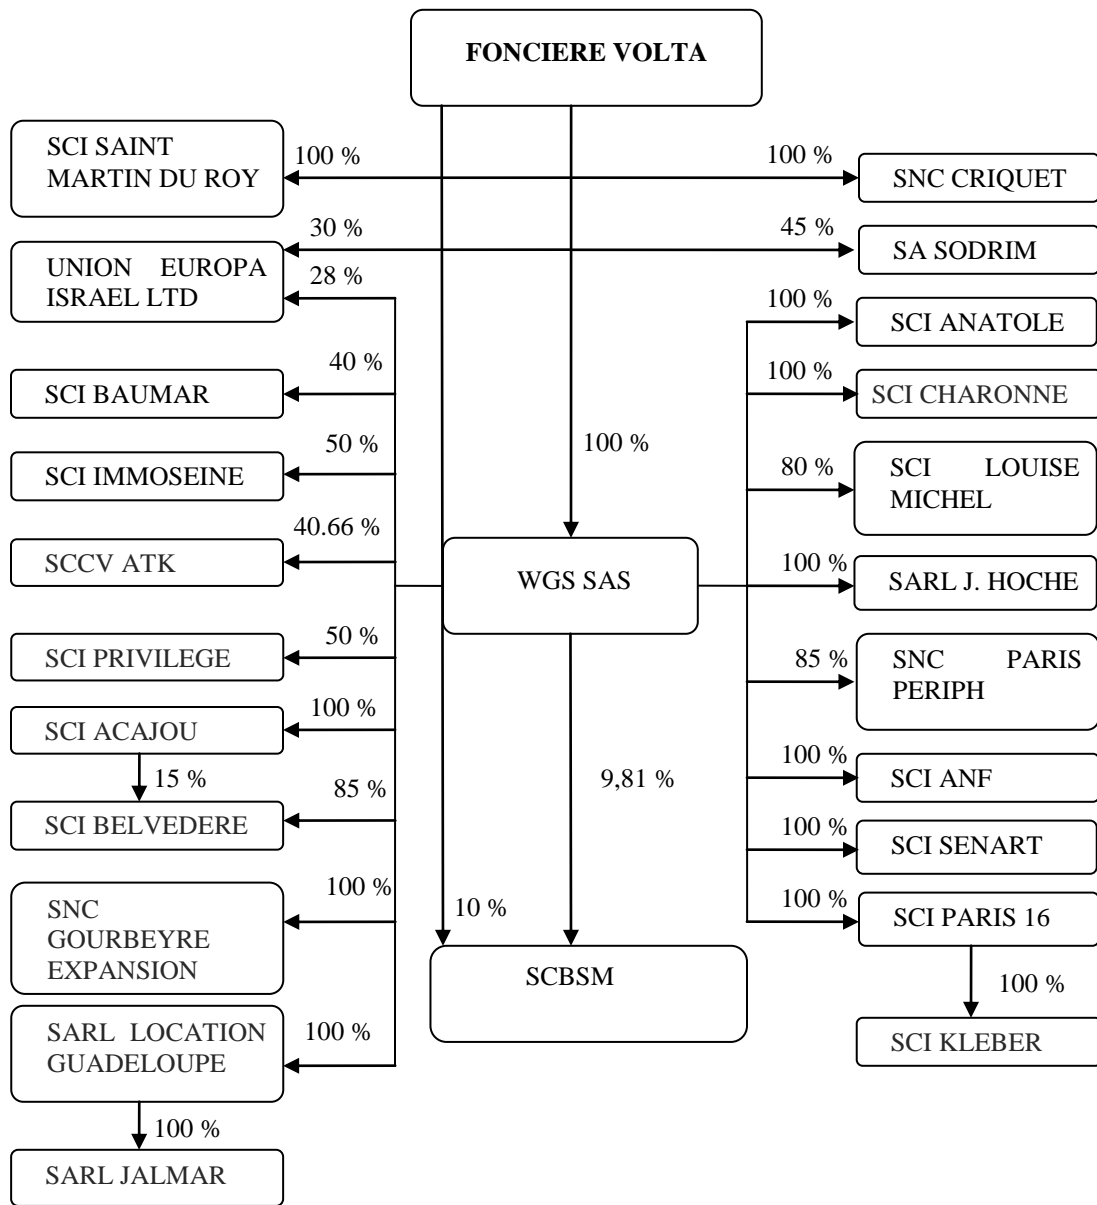 FONCIERE VOLTA
SCI SAINT
MARTIN DU ROY
100 %
100 %
SNC CRIQUET
30 %
45 %
UNION EUROPA
ISRAEL LTD
28 %
SA SODRIM
100 %
SCI ANATOLE
40 %
SCI BAUMAR
100 %
SCI CHARONNE
50 %
SCI IMMOSEINE
100 %
80 %
SCI LOUISE
MICHEL
40.66 %
SCCV ATK
WGS SAS
100 %
SARL J. HOCHE
50 %
SCI PRIVILEGE
85 %
SNC PARIS
PERIPH
100 %
SCI ACAJOU
15 %
85 %
SCI BELVEDERE
9,81 %
100 %
SCI ANF
100 %
SCI SENART
100 %
SNC
GOURBEYRE
EXPANSION
10 %
SCBSM
100 %
SCI PARIS 16
100 %
SCI KLEBER
SARL LOCATION
GUADELOUPE
100 %
100 %
SARL JALMAR